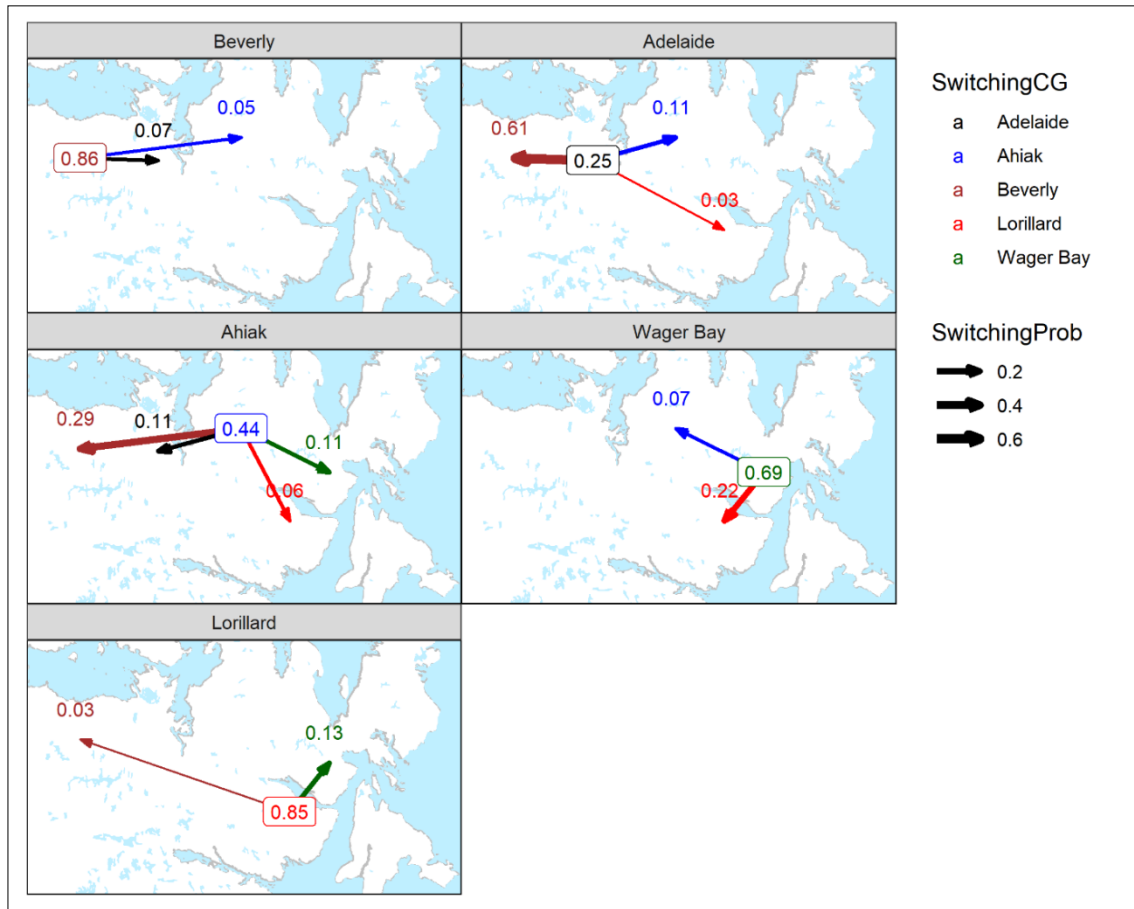 Beverly
Adelaide
0.05
0.07
0.86
0.11
0.61
0.25
0.03
Ahiak
Wager Bay
0.29
0.11
0.44
0.11
0.06
0.07
0.69
0.22
Lorillard
0.03
0.13
0.85
SwitchingCG
a Adelaide
a Ahiak
a Beverly
a Lorillard
a Wager Bay
SwitchingProb
0.2
0.4
0.6